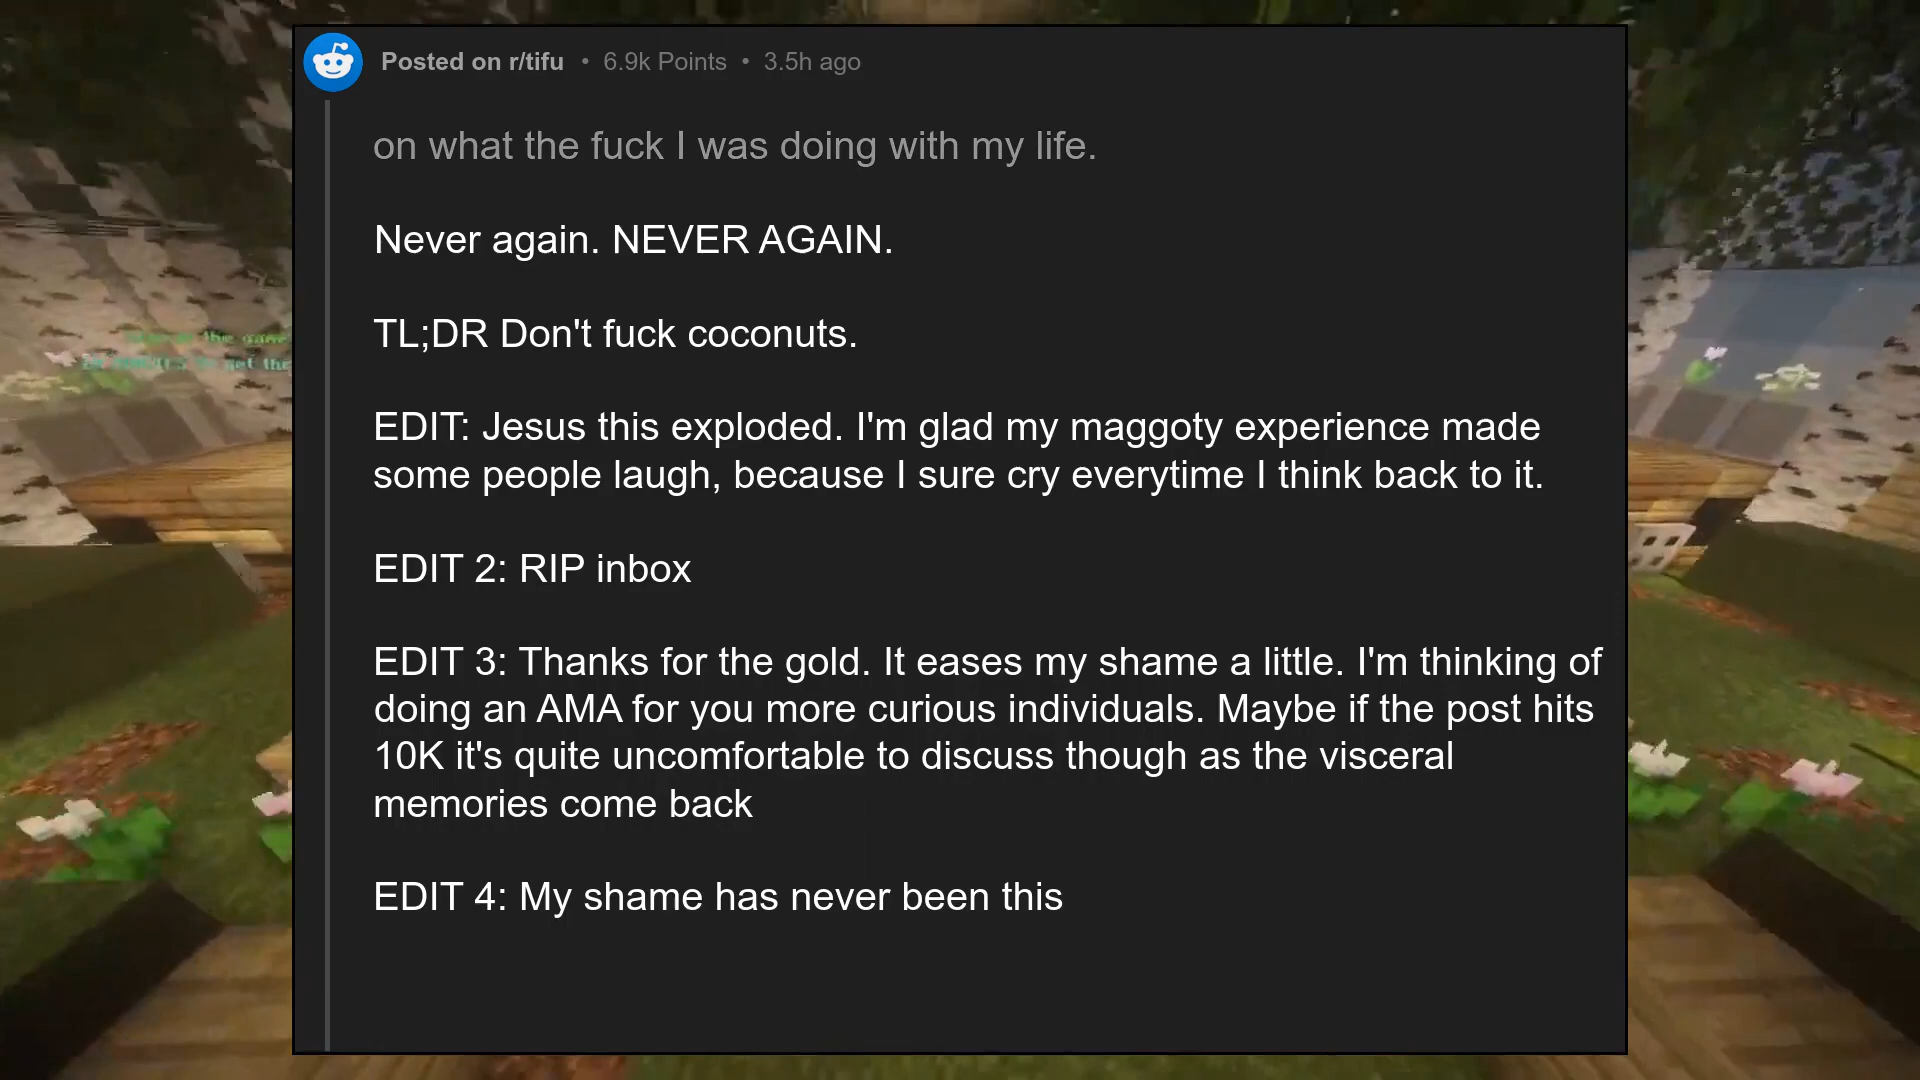 Posted on r/tifu • 6.9k Points • 3.5h ago
on what the fuck I was doing with my life.
Never again. NEVER AGAIN.
TL;DR Don't fuck coconuts.
EDIT: Jesus this exploded. I'm glad my maggoty experience made
some people laugh, because I sure cry everytime I think back to it.
EDIT 2: RIP inbox
EDIT 3: Thanks for the gold. It eases my shame a little. I'm thinking of
doing an AMA for you more curious individuals. Maybe if the post hits
10K it's quite uncomfortable to discuss though as the visceral
memories come back
EDIT 4: My shame has never been this